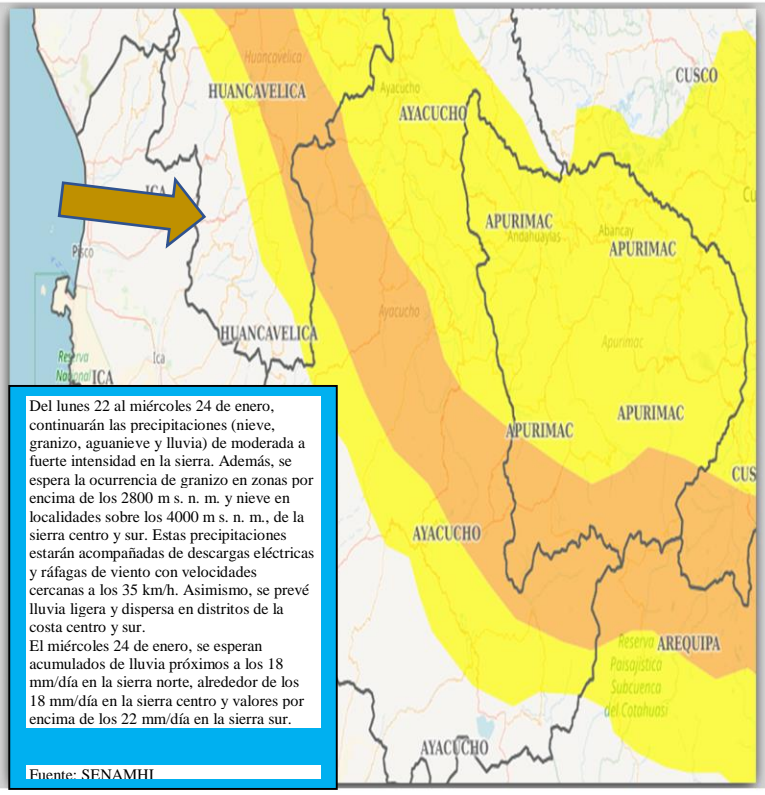 Huancavelica
CUSCO
HUANCAVELICA
Ayacucho
AYACUCHO
ICA
APURIMAC
Andahuaylas
Abancay
APURIMAC
Pisco
Ayacucho
HUANCAVELICA
Apurimac
Ica
ICA
APURIMAC
APURIMAC
CUS
AYACUCHO
Reserva
Paisajística
Subcuenca
del Cotahuasi
AREQUIPA
AYACUCHO
Del lunes 22 al miércoles 24 de enero,
continuarán las precipitaciones (nieve,
granizo, aguanieve y lluvia) de moderada a
fuerte intensidad en la sierra. Además, se
espera la ocurrencia de granizo en zonas por
encima de los 2800 m s. n. m. y nieve en
localidades sobre los 4000 m s. n. m., de la
sierra centro y sur. Estas precipitaciones
estarán acompañadas de descargas eléctricas
y ráfagas de viento con velocidades
cercanas a los 35 km/h. Asimismo, se prevé
lluvia ligera y dispersa en distritos de la
costa centro y sur.
El miércoles 24 de enero, se esperan
acumulados de lluvia próximos a los 18
mm/día en la sierra norte, alrededor de los
18 mm/día en la sierra centro y valores por
encima de los 22 mm/día en la sierra sur.
Fuente: SENAMHI